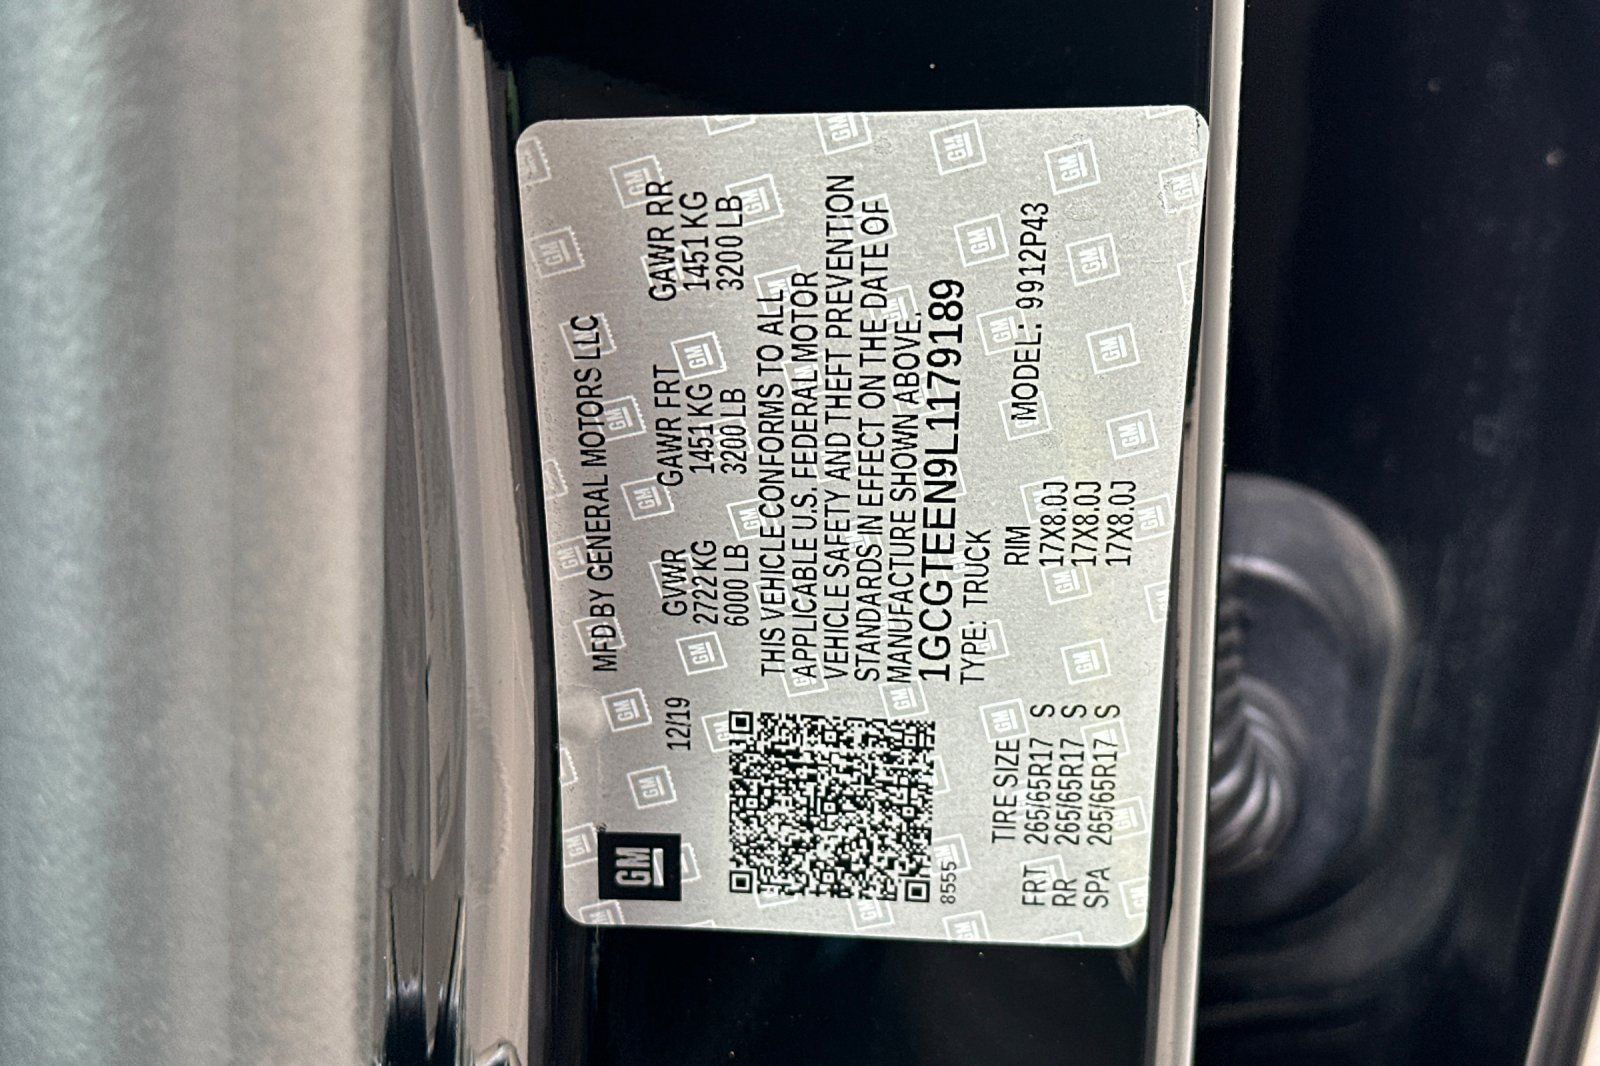 GM
MFD BY GENERAL MOTORS LLC
12/19
GVWR GAWR FRT GAWR RR
2722KG 1451KG 1451KG
6000 LB 3200 LB 3200 LB
THIS VEHICLE CONFORMS TO ALL
APPLICABLE U.S. FEDERAL MOTOR
VEHICLE SAFETY AND THEFT PREVENTION
STANDARDS IN EFFECT ON THE DATE OF
MANUFACTURE SHOWN ABOVE.
1GCGTEEN9L1179189
8555
TYPE: TRUCK
TIRE SIZE RIM MODEL: 9912P43
FRT 265/65R17 S 17X8.0J
RR 265/65R17 S 17X8.0J
SPA 265/65R17 S 17X8.0J